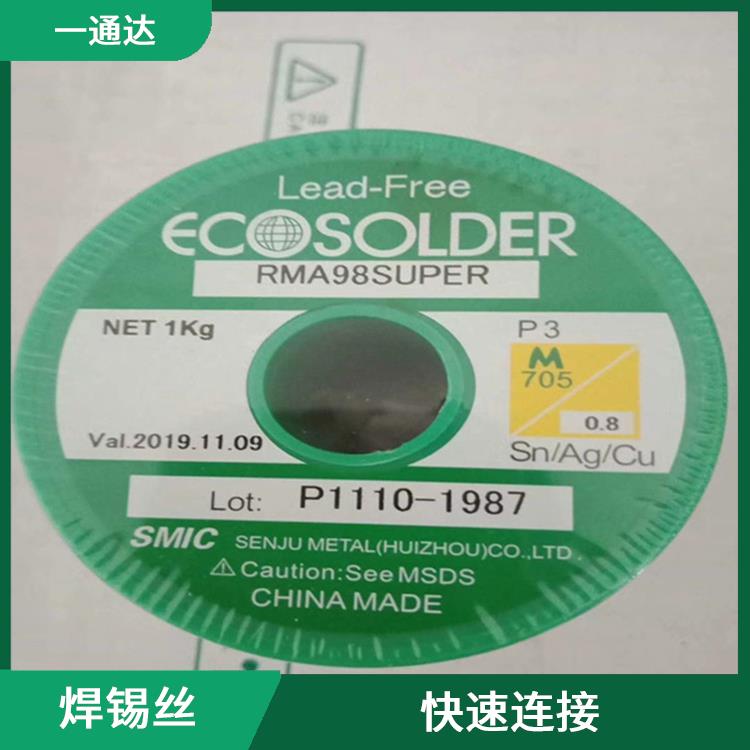 一通达
Lead-Free
ECOSOLDER
RMA98SUPER
NET 1Kg
P3
M
705
0.8
Val.2019.11.09
Sn/Ag/Cu
Lot: P1110-1987
SMIC SENJU METAL(HUIZHOU)CO.,LTD.
⚠Caution:See MSDS
CHINA MADE
焊锡丝
快速连接